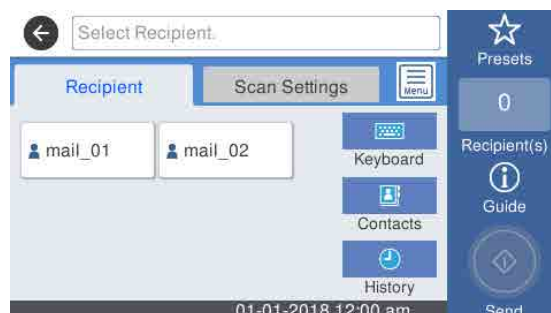 Select Recipient.
Presets
Recipient
Scan Settings
Menu
0
Recipient(s)
mail_01
mail_02
Keyboard
Guide
Contacts
History
01-01-2018 12:00 am
Send